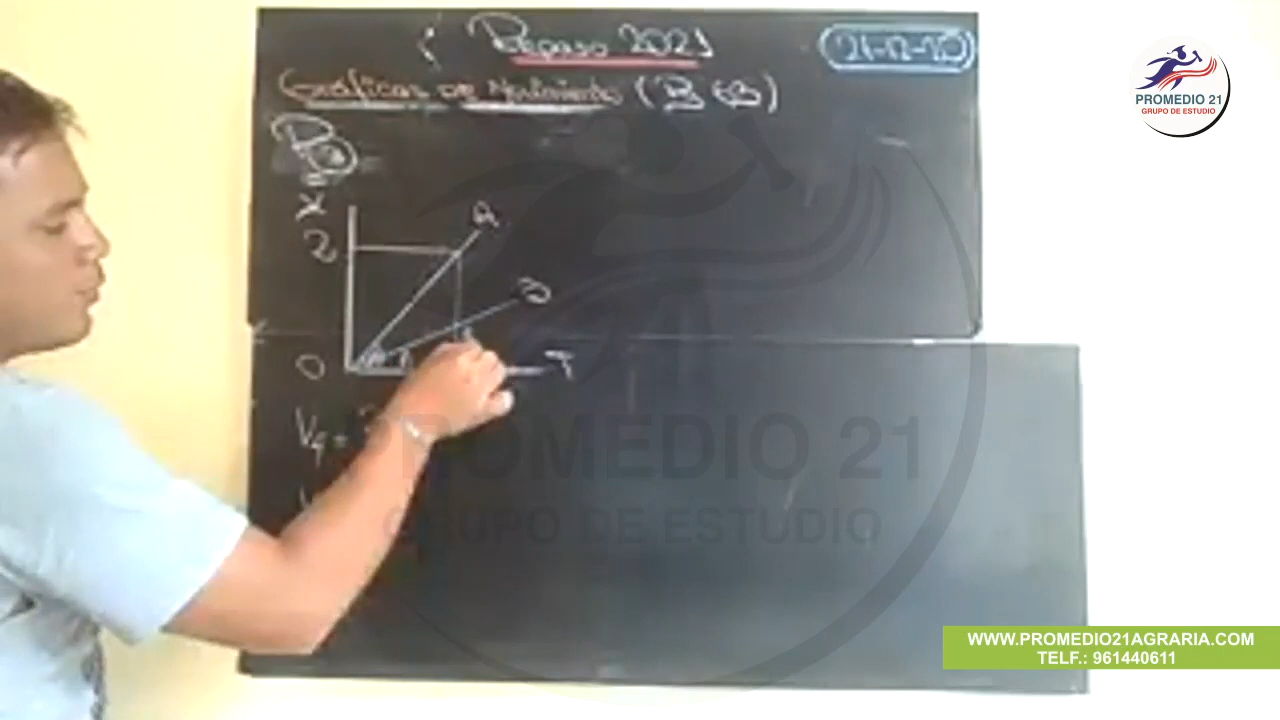 Repaso 2021
21-12-20
Gráficas de Movimiento (B
PROMEDIO 21
GRUPO DE ESTUDIO
X
2
0
T
V
PROMEDIO 21
GRUPO DE ESTUDIO
WWW.PROMEDIO21AGRARIA.COM
TELF.: 961440611